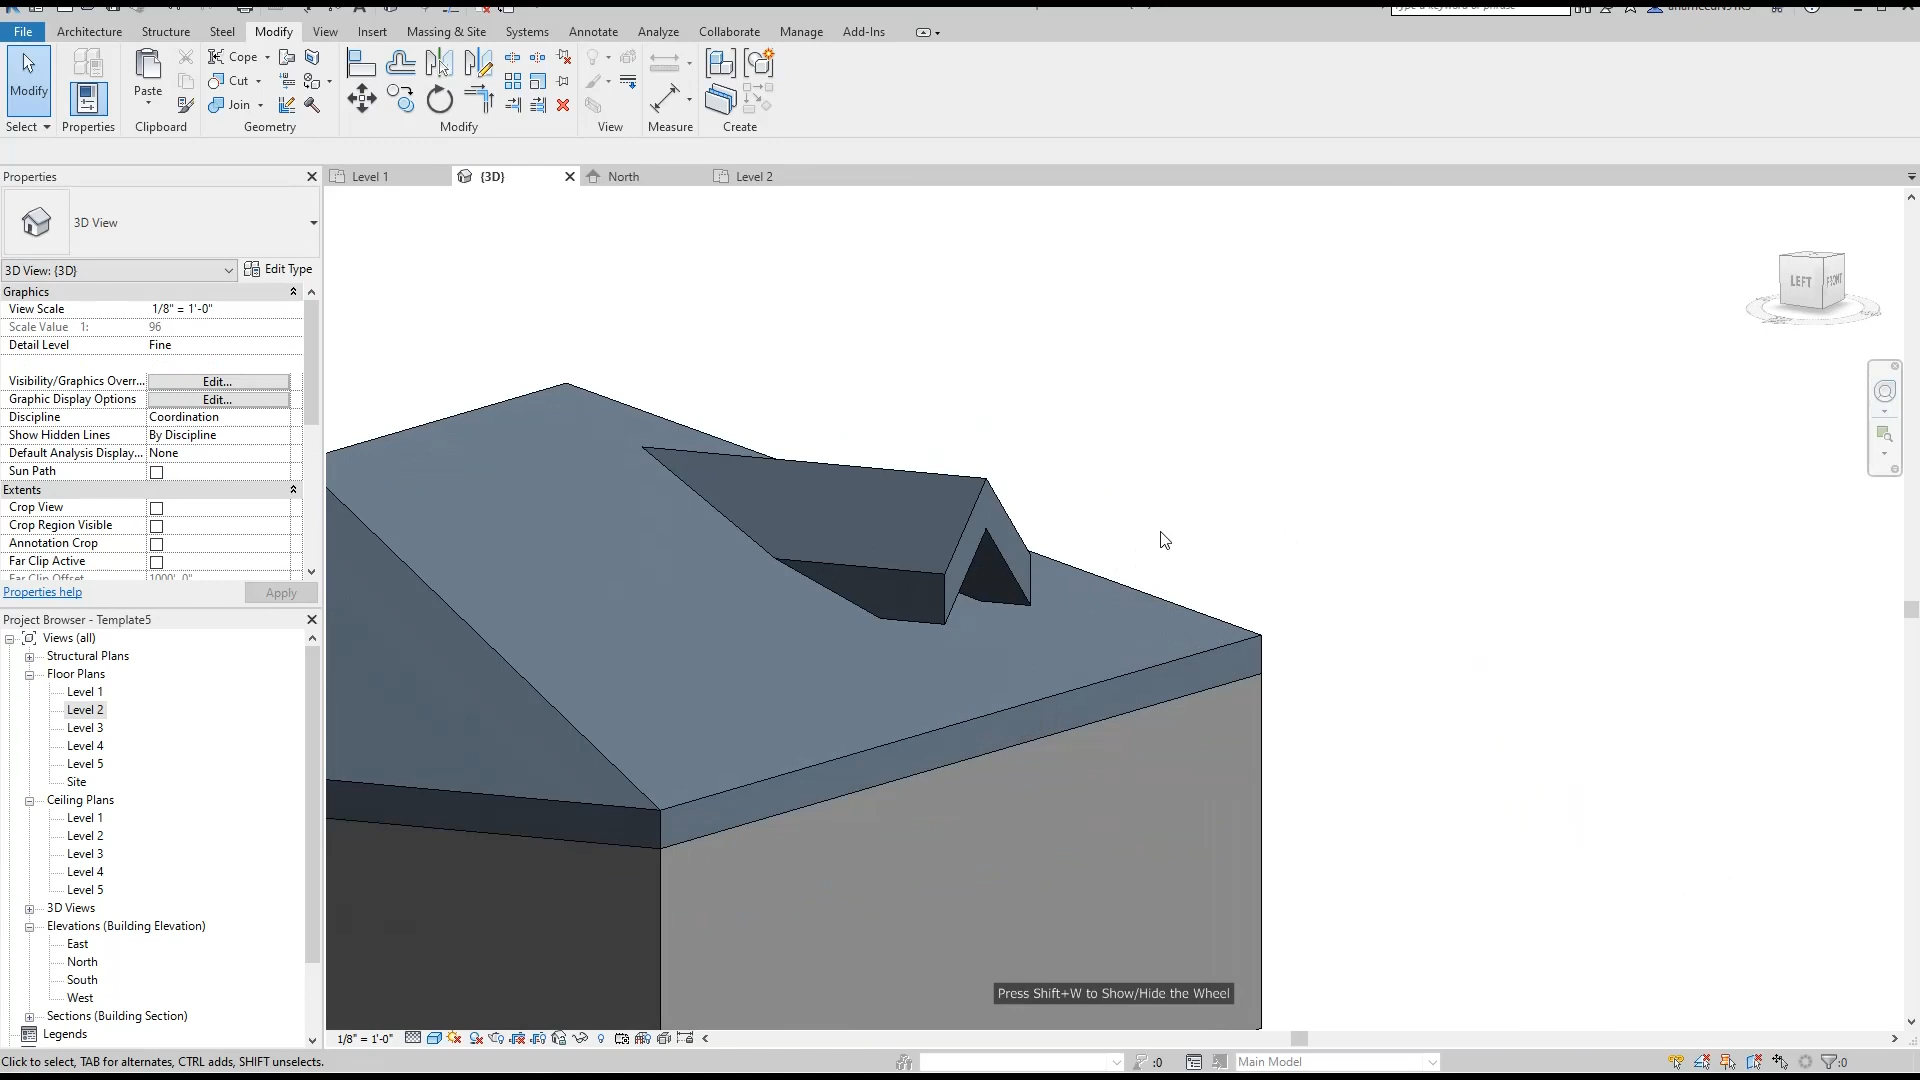 File Architecture Structure Steel Modify View Insert Massing & Site Systems Annotate Analyze Collaborate Manage Add-Ins
Modify
Paste
Cope
Cut
Join
Select Properties Clipboard Geometry Modify View Measure Create
Properties
Level 1 {3D} North Level 2
3D View
3D View: {3D} Edit Type
Graphics
View Scale 1/8" = 1'-0"
Scale Value 1: 96
Detail Level Fine
Visibility/Graphics Overr... Edit...
Graphic Display Options Edit...
Discipline Coordination
Show Hidden Lines By Discipline
Default Analysis Display... None
Sun Path
Extents
Crop View
Crop Region Visible
Annotation Crop
Far Clip Active
Far Clip Offset 1000' 0"
Properties help Apply
Project Browser - Template5
Views (all)
Structural Plans
Floor Plans
Level 1
Level 2
Level 3
Level 4
Level 5
Site
Ceiling Plans
Level 1
Level 2
Level 3
Level 4
Level 5
3D Views
Elevations (Building Elevation)
East
North
South
West
Sections (Building Section)
Legends
LEFT FRONT
Press Shift+W to Show/Hide the Wheel
1/8" = 1'-0"
Click to select, TAB for alternates, CTRL adds, SHIFT unselects.
:0
Main Model
:0